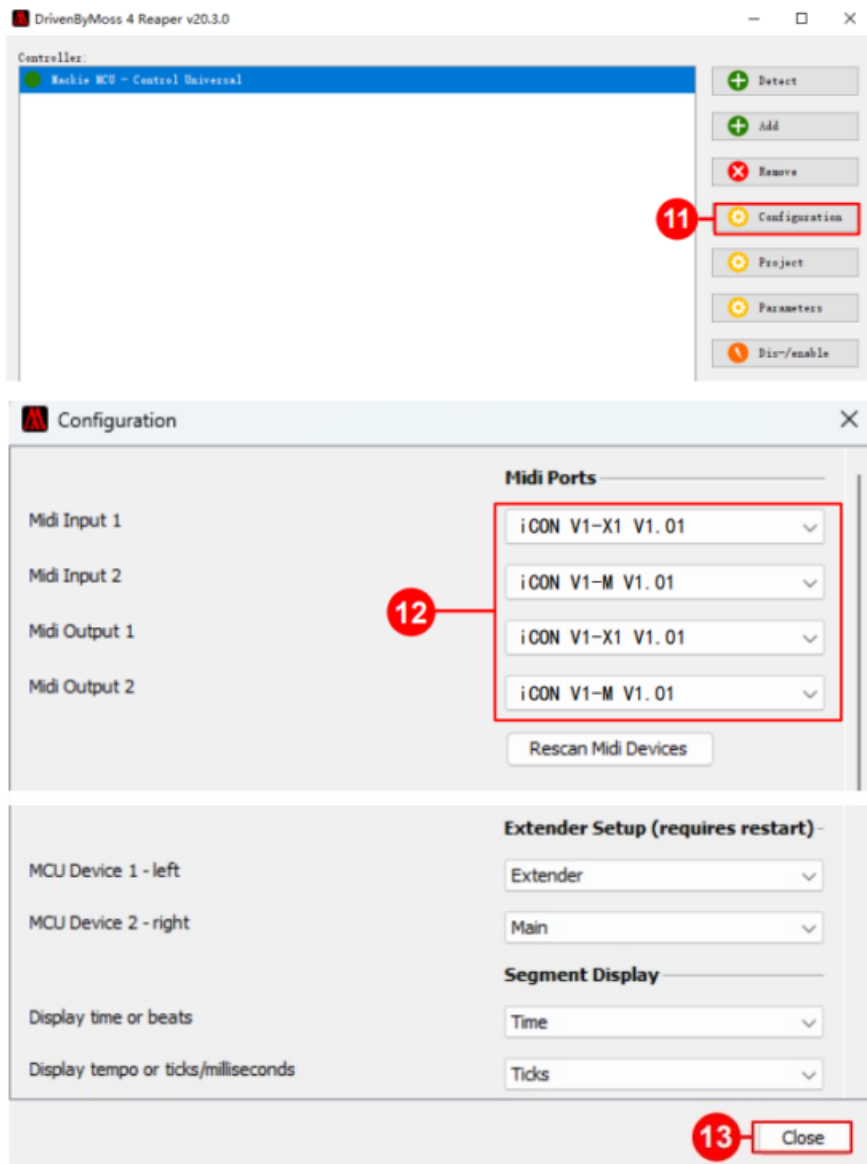 DrivenByMoss 4 Reaper v20.3.0
Controller:
Mackie MCU - Control Universal
Detect
Add
Remove
11
Configuration
Project
Parameters
Dis-/enable
Configuration
Midi Ports
Midi Input 1
iCON V1-X1 V1.01
Midi Input 2
iCON V1-M V1.01
12
Midi Output 1
iCON V1-X1 V1.01
Midi Output 2
iCON V1-M V1.01
Rescan Midi Devices
Extender Setup (requires restart)
MCU Device 1 - left
Extender
MCU Device 2 - right
Main
Segment Display
Display time or beats
Time
Display tempo or ticks/milliseconds
Ticks
13
Close